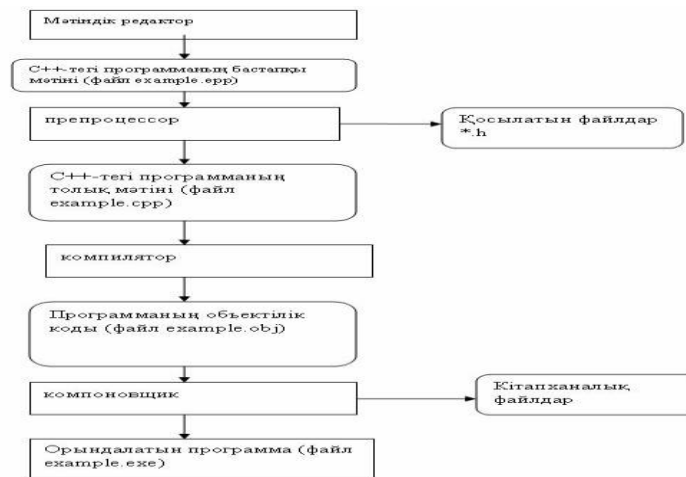 Мәтіндік редактор
С++-тегі программаның бастапқы
мәтіні (файл example.epp)
препроцессор
Қосылатын файлдар
*.h
С++-тегі программаның
толық мәтіні (файл
example.cpp)
компилятор
Программаның объектілік
коды (файл example.obj)
компоновщик
Кітапханалық
файлдар
Орындалатын программа (файл
example.exe)